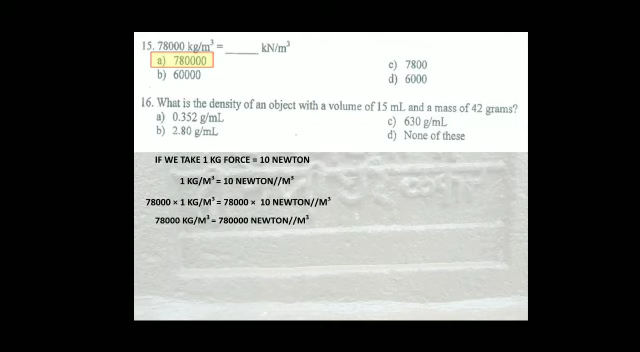 15. 78000 kg/m³ = _____ kN/m³
a) 780000
b) 60000
c) 7800
d) 6000
16. What is the density of an object with a volume of 15 mL and a mass of 42 grams?
a) 0.352 g/mL
b) 2.80 g/mL
c) 630 g/mL
d) None of these
IF WE TAKE 1 KG FORCE = 10 NEWTON
1 KG/M³ = 10 NEWTON//M³
78000 × 1 KG/M³ = 78000 × 10 NEWTON//M³
78000 KG/M³ = 780000 NEWTON//M³